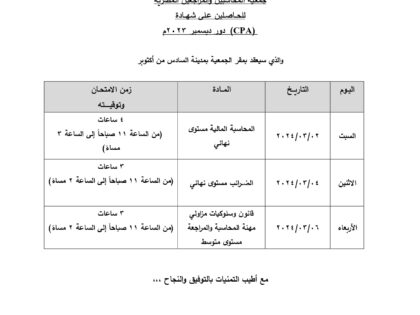 جمعية المحاسبين والمراجعين المصرية
للحاصلين على شهادة
(CPA) دور ديسمبر ٢٠٢٣م
والذي سيعقد بمقر الجمعية بمدينة السادس من أكتوبر
اليوم التاريخ المادة زمن الامتحان وتوقيته
السبت ٢٠٢٤/٠٣/٠٢ المحاسبة المالية مستوى نهائي ٤ ساعات (من الساعة ١١ صباحاً إلى الساعة ٣ مساءً)
الاثنين ٢٠٢٤/٠٣/٠٤ الضرائب مستوى نهائي ٣ ساعات (من الساعة ١١ صباحاً إلى الساعة ٢ مساءً)
الأربعاء ٢٠٢٤/٠٣/٠٦ قانون وسلوكيات مزاولي مهنة المحاسبة والمراجعة مستوى متوسط ٣ ساعات (من الساعة ١١ صباحاً إلى الساعة ٢ مساءً)
مع أطيب التمنيات بالتوفيق والنجاح ،،،